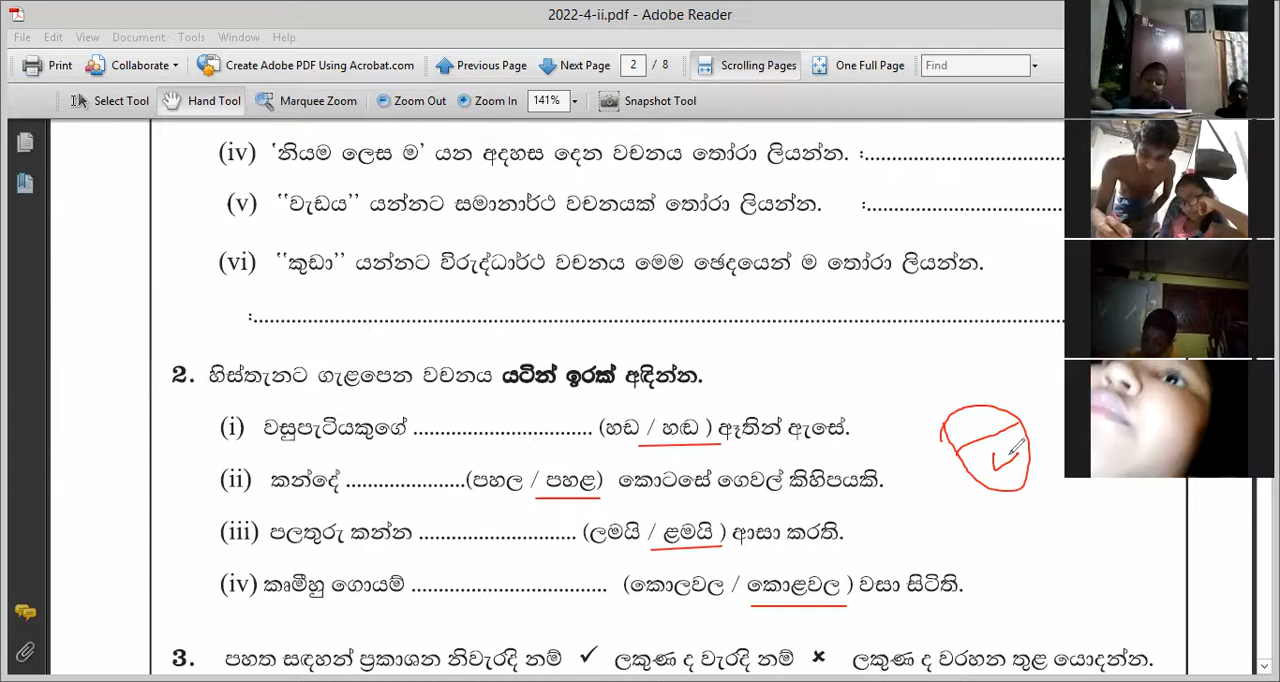 2022-4-ii.pdf - Adobe Reader
File Edit View Document Tools Window Help
Print Collaborate Create Adobe PDF Using Acrobat.com Previous Page Next Page 2 / 8 Scrolling Pages One Full Page Find
Select Tool Hand Tool Marquee Zoom Zoom Out Zoom In 141% Snapshot Tool
(iv) 'නියම ලෙස ම' යන අදහස දෙන වචනය තෝරා ලියන්න. :..........................
(v) "වැඩය" යන්නට සමානාර්ථ වචනයක් තෝරා ලියන්න. :..........................
(vi) "කුඩා" යන්නට විරුද්ධාර්ථ වචනය මෙම ඡෙදයෙන් ම තෝරා ලියන්න.
:....................................................................................
2. හිස්තැනට ගැළපෙන වචනය යටින් ඉරක් අඳින්න.
(i) වසුපැටියකුගේ ................................ (හඩ / හඬ ) ඈතින් ඇසේ.
(ii) කන්දේ .....................(පහල / පහළ) කොටසේ ගෙවල් කිහිපයකි.
(iii) පලතුරු කන්න ............................ (ලමයි / ළමයි ) ආසා කරති.
(iv) කෘමීහු ගොයම් ................................... (කොලවල / කොළවල ) වසා සිටිති.
3. පහත සඳහන් ප්‍රකාශන නිවැරදි නම් ✓ ලකුණ ද වැරදි නම් ✗ ලකුණ ද වරහන තුළ යොදන්න.